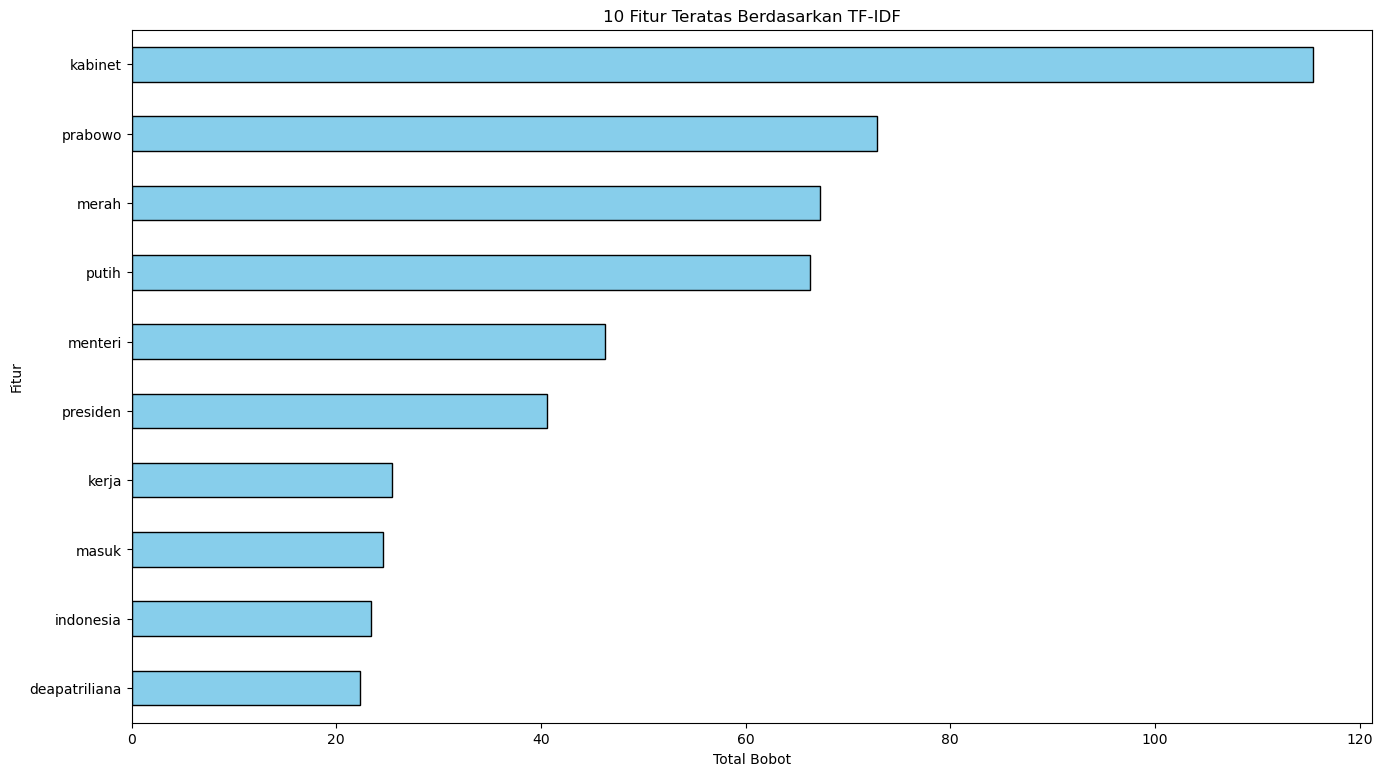 10 Fitur Teratas Berdasarkan TF-IDF
kabinet
prabowo
merah
putih
menteri
presiden
kerja
masuk
indonesia
deapatriliana
Fitur
0 20 40 60 80 100 120
Total Bobot